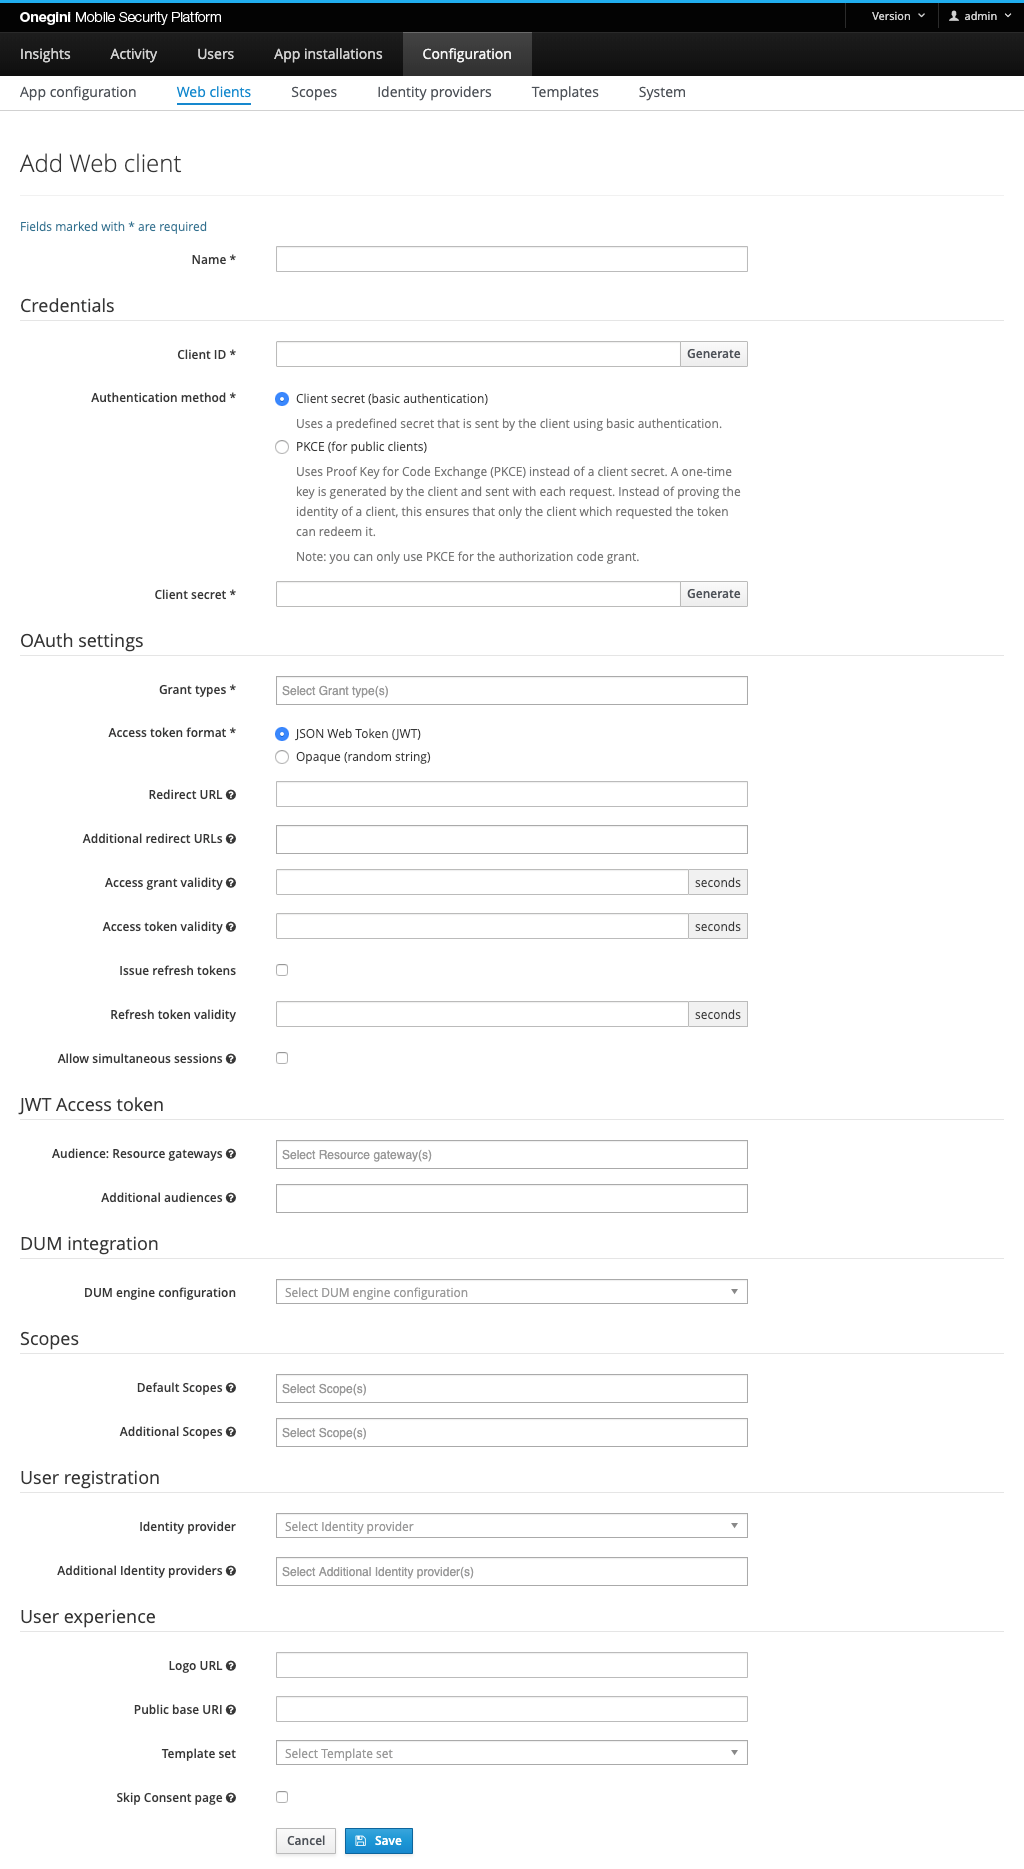 Onegini Mobile Security Platform
Version
admin
Insights
Activity
Users
App installations
Configuration
App configuration
Web clients
Scopes
Identity providers
Templates
System
Add Web client
Fields marked with * are required
Name *
Credentials
Client ID *
Generate
Authentication method *
Client secret (basic authentication)
Uses a predefined secret that is sent by the client using basic authentication.
PKCE (for public clients)
Uses Proof Key for Code Exchange (PKCE) instead of a client secret. A one-time
key is generated by the client and sent with each request. Instead of proving the
identity of a client, this ensures that only the client which requested the token
can redeem it.
Note: you can only use PKCE for the authorization code grant.
Client secret *
Generate
OAuth settings
Grant types *
Select Grant type(s)
Access token format *
JSON Web Token (JWT)
Opaque (random string)
Redirect URL
Additional redirect URLs
Access grant validity
seconds
Access token validity
seconds
Issue refresh tokens
Refresh token validity
seconds
Allow simultaneous sessions
JWT Access token
Audience: Resource gateways
Select Resource gateway(s)
Additional audiences
DUM integration
DUM engine configuration
Select DUM engine configuration
Scopes
Default Scopes
Select Scope(s)
Additional Scopes
Select Scope(s)
User registration
Identity provider
Select Identity provider
Additional Identity providers
Select Additional Identity provider(s)
User experience
Logo URL
Public base URI
Template set
Select Template set
Skip Consent page
Cancel
Save